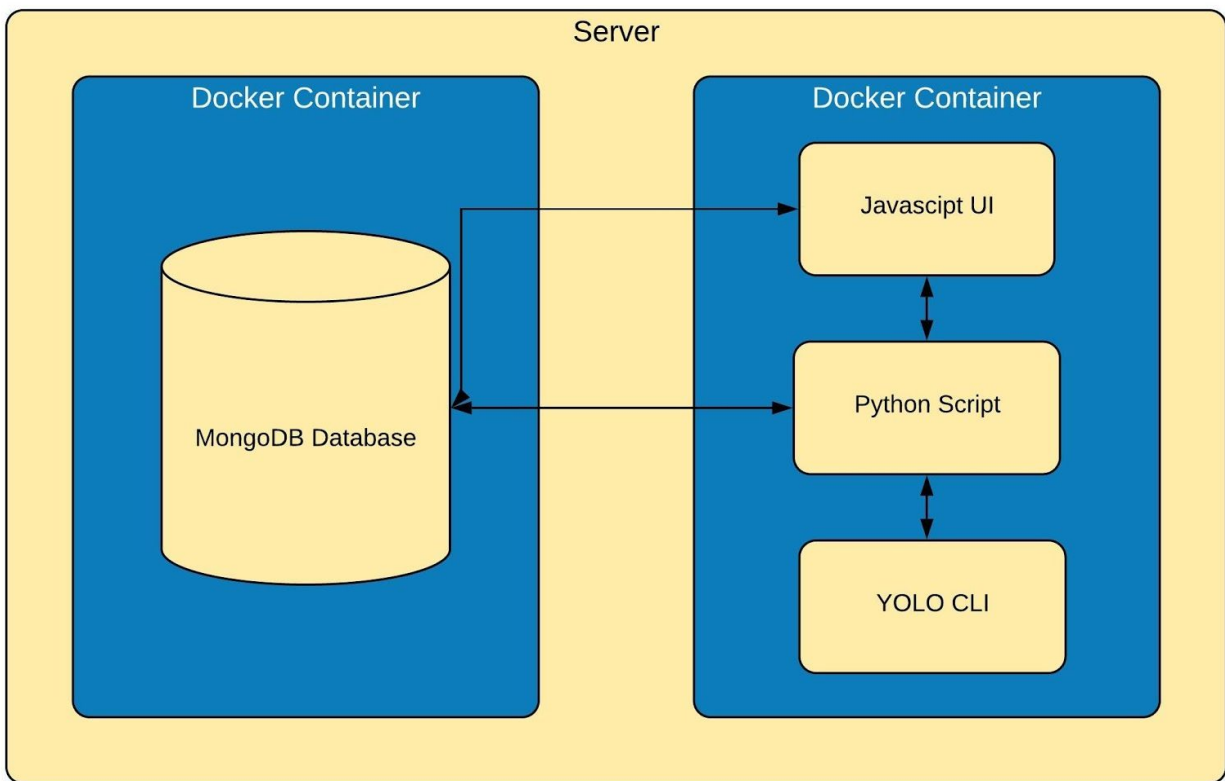 Server
Docker Container
Docker Container
Javascipt UI
Python Script
MongoDB Database
YOLO CLI